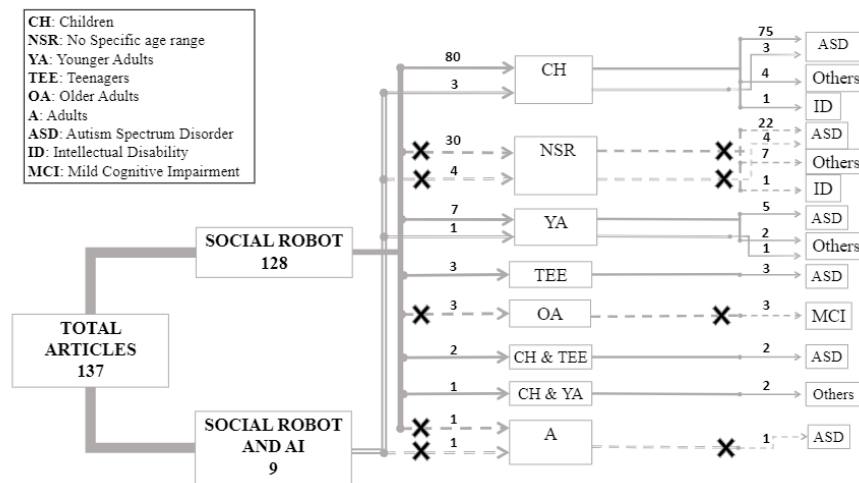 CH: Children
NSR: No Specific age range
YA: Younger Adults
TEE: Teenagers
OA: Older Adults
A: Adults
ASD: Autism Spectrum Disorder
ID: Intellectual Disability
MCI: Mild Cognitive Impairment
TOTAL
ARTICLES
137
SOCIAL ROBOT
128
SOCIAL ROBOT
AND AI
9
80
3
CH
75
3
ASD
4
Others
1
ID
30
4
NSR
22
4
ASD
7
Others
1
ID
7
1
YA
5
ASD
2
1
Others
3
TEE
3
ASD
3
OA
3
MCI
2
CH & TEE
2
ASD
1
CH & YA
2
Others
1
1
A
1
ASD